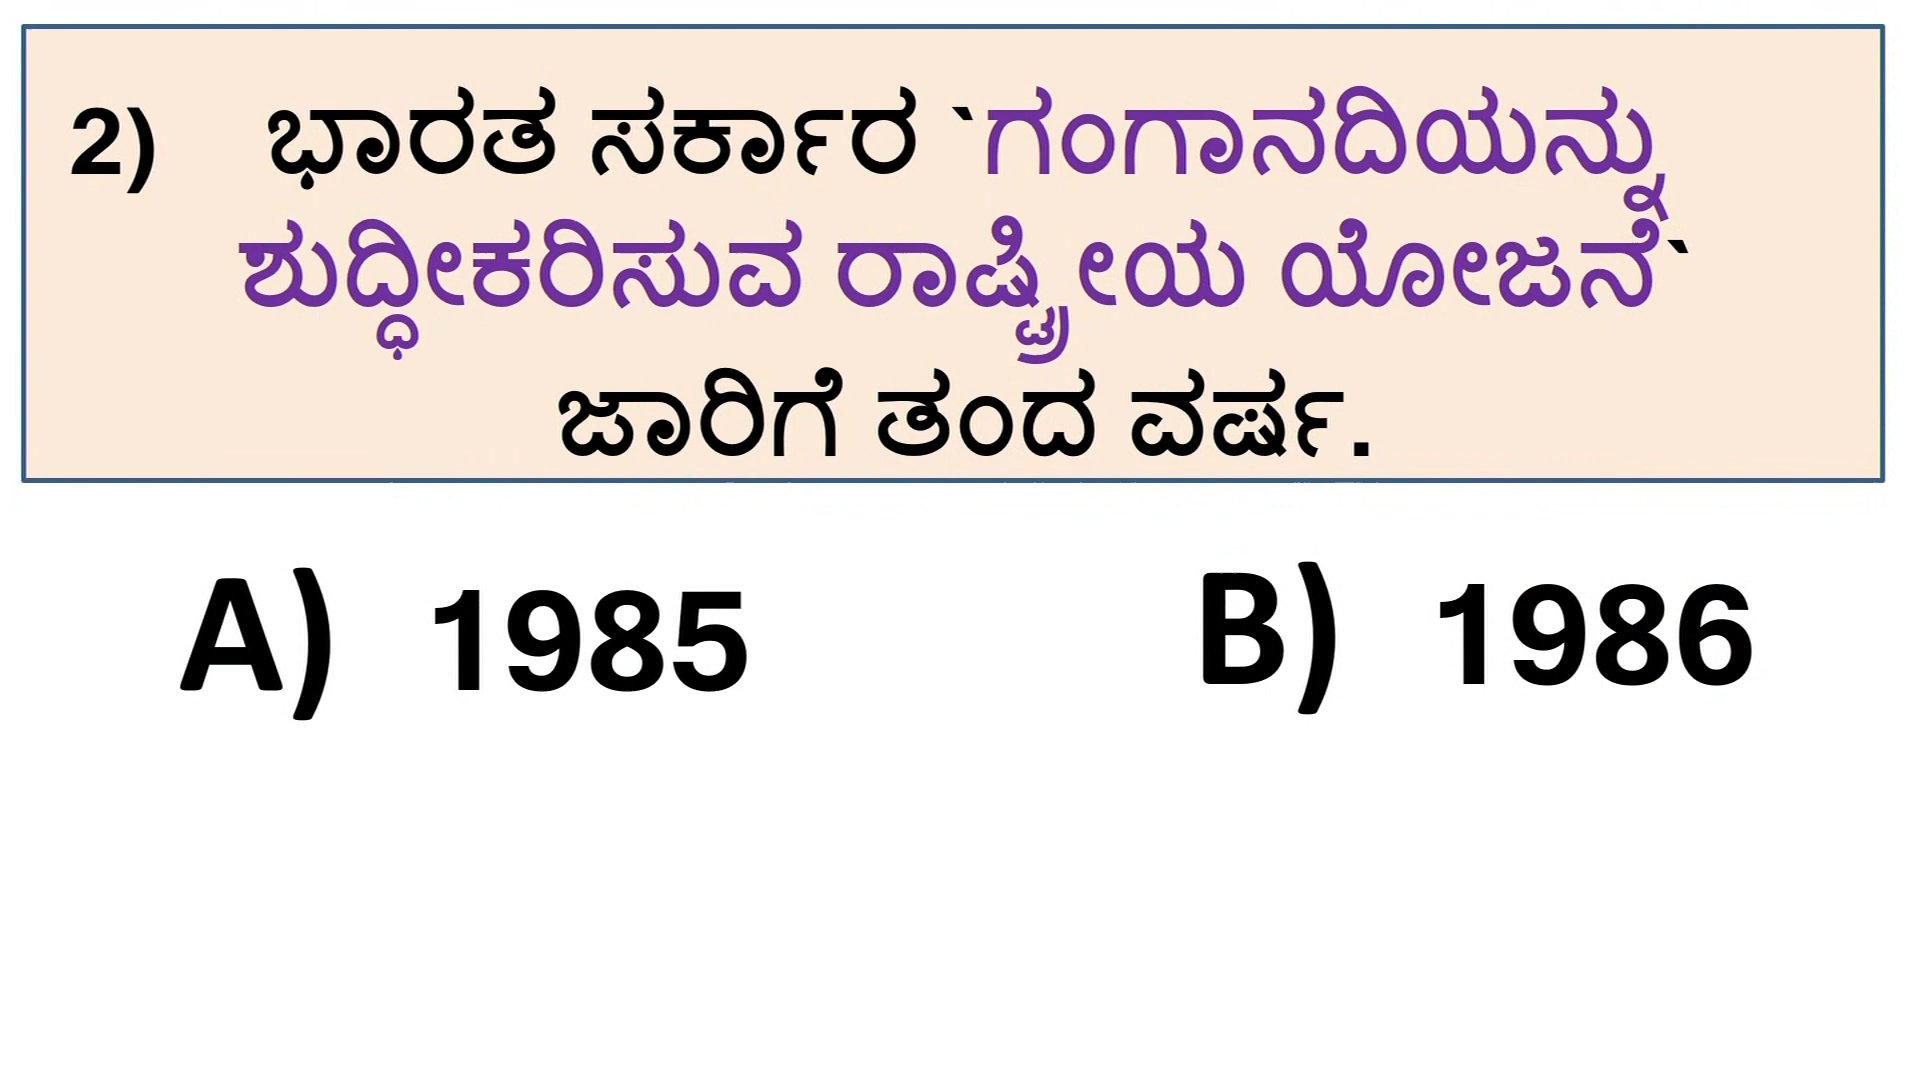 2) ಭಾರತ ಸರ್ಕಾರ `ಗಂಗಾನದಿಯನ್ನು
ಶುದ್ಧೀಕರಿಸುವ ರಾಷ್ಟ್ರೀಯ ಯೋಜನೆ`
ಜಾರಿಗೆ ತಂದ ವರ್ಷ.
A) 1985 B) 1986